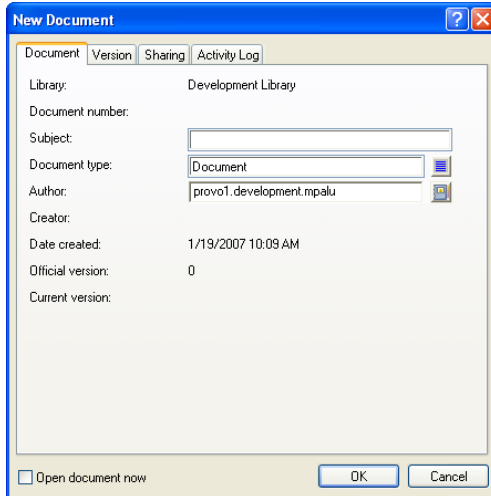 New Document
Document Version Sharing Activity Log
Library: Development Library
Document number:
Subject:
Document type: Document
Author: provo1.development.mpalu
Creator:
Date created: 1/19/2007 10:09 AM
Official version: 0
Current version:
Open document now OK Cancel